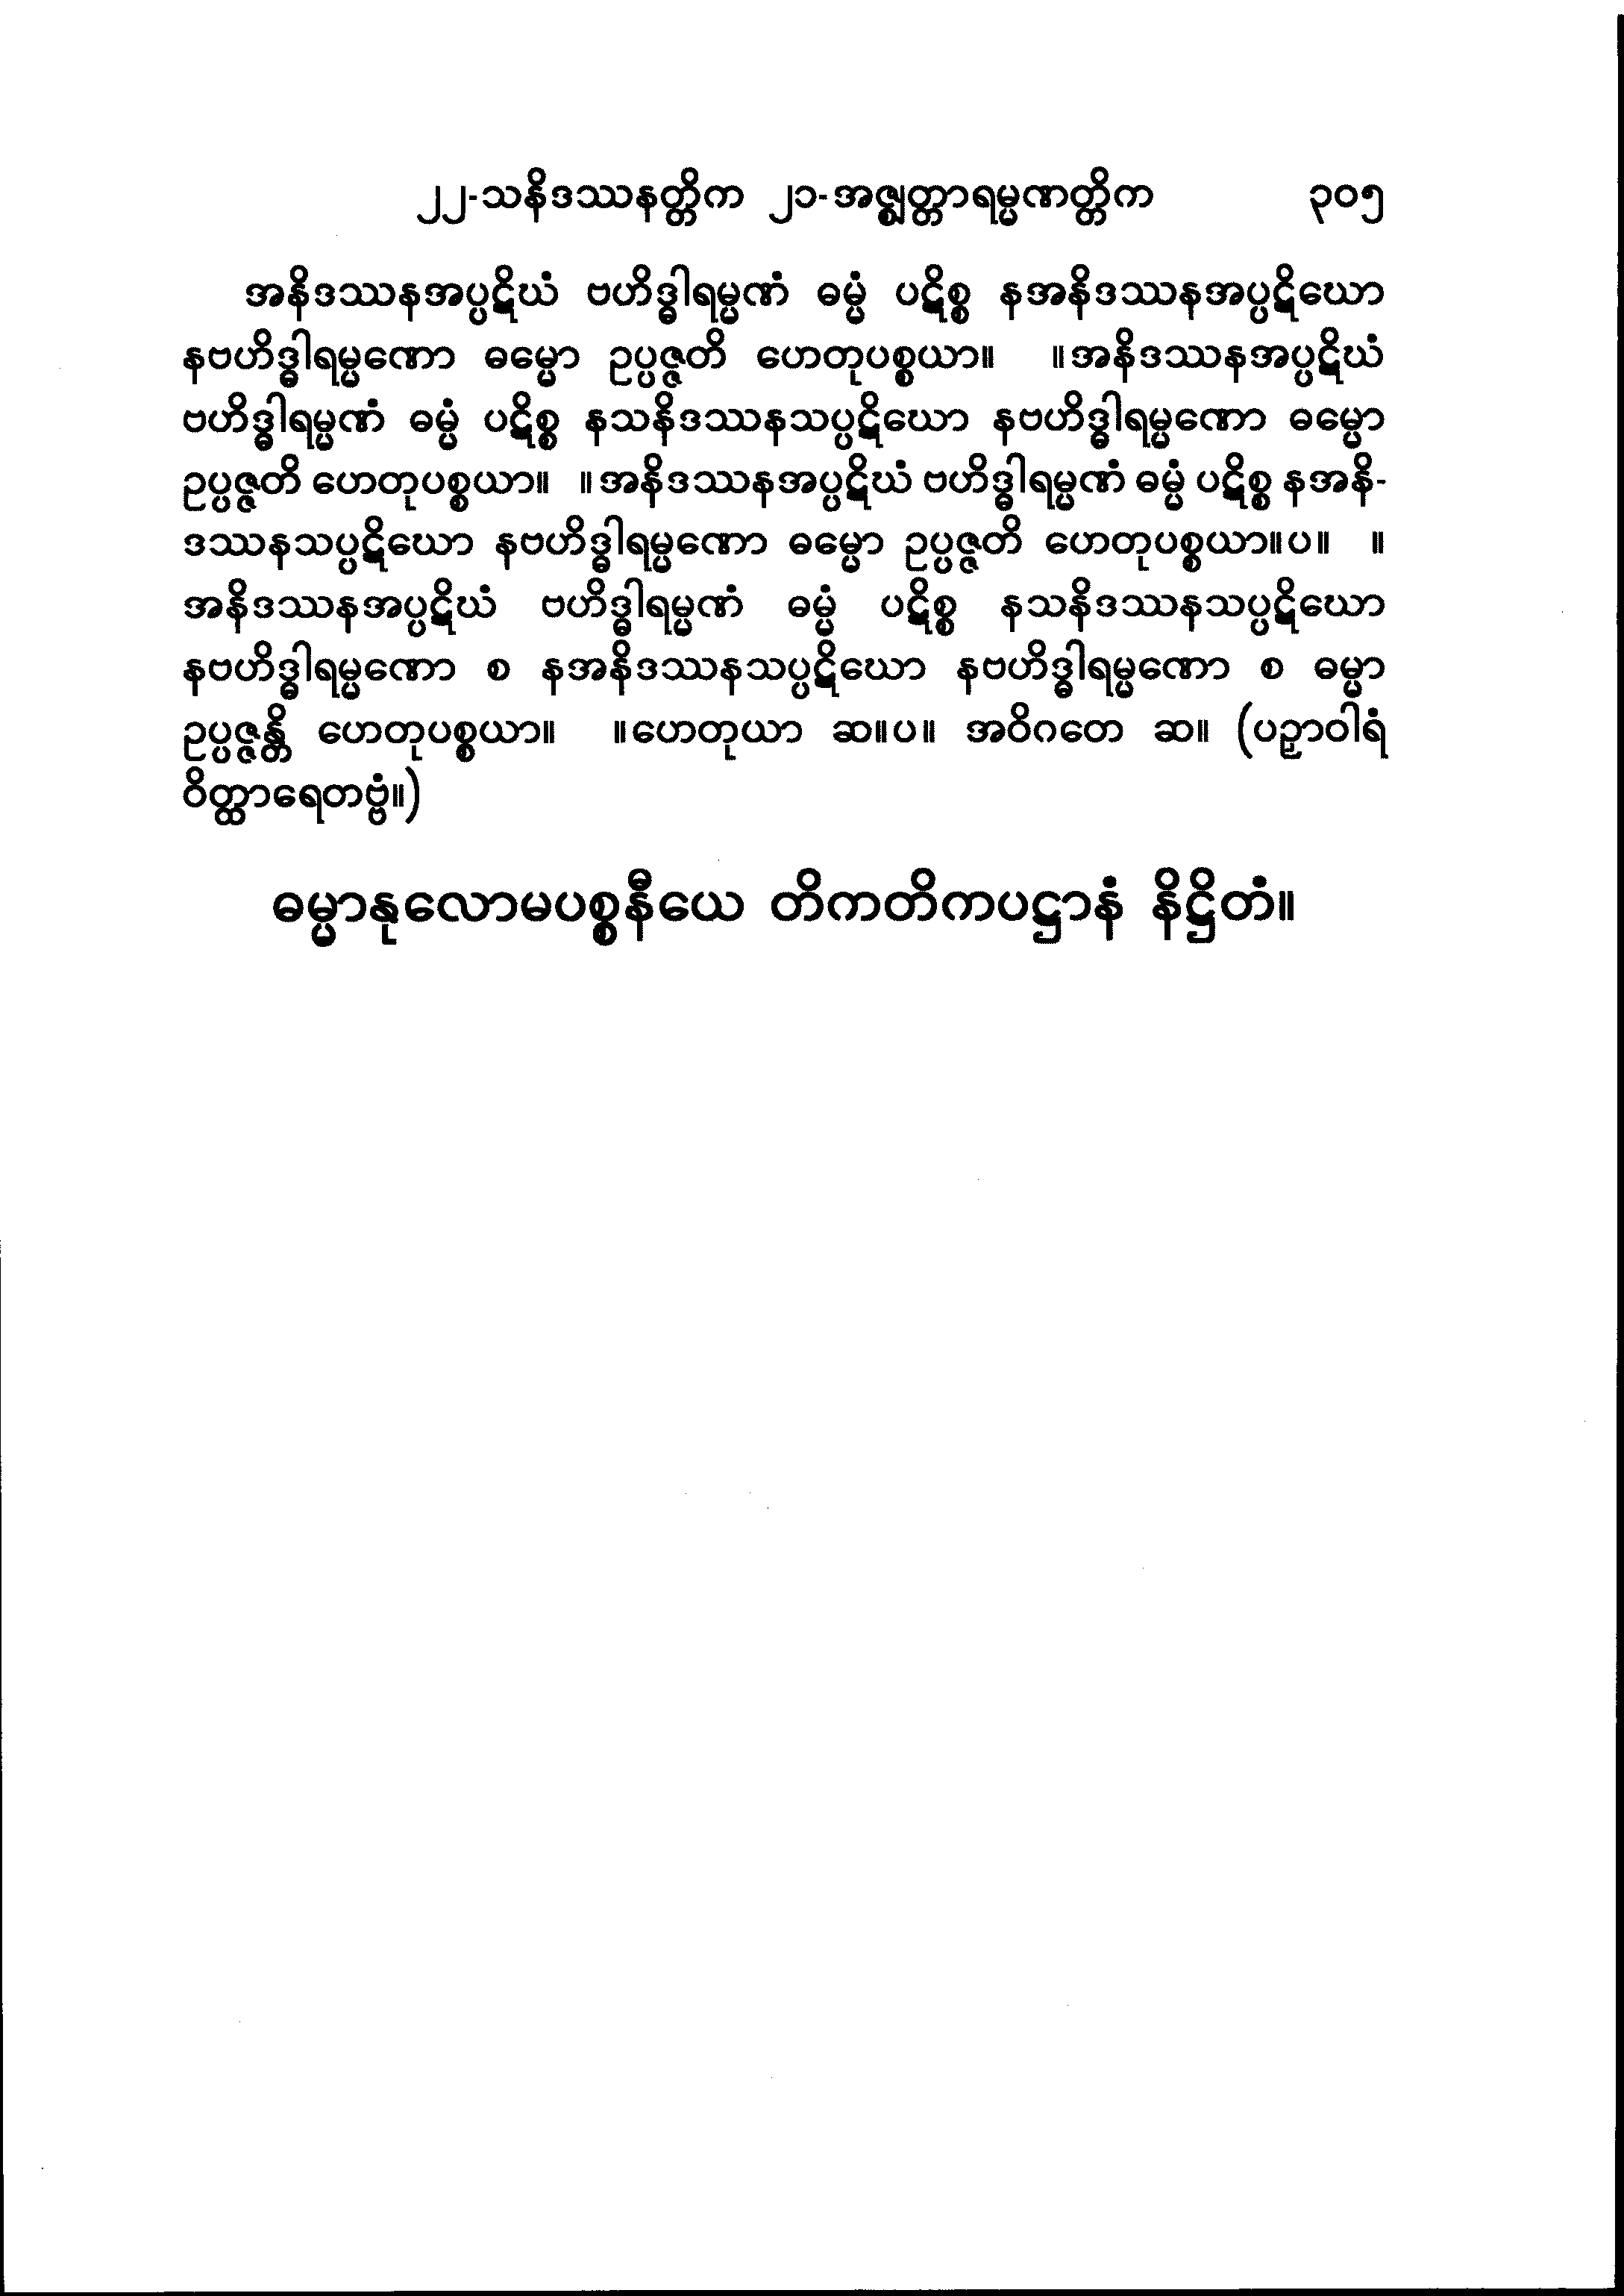 ၂၂-သနိဒဿနတ္တိက ၂၁-အဇ္ဈတ္တာရမ္မဏတ္တိက ၃၀၅
အနိဒဿနအပ္ပဋိဃံ ဗဟိဒ္ဓါရမ္မဏံ ဓမ္မံ ပဋိစ္စ နအနိဒဿနအပ္ပဋိဃော
နဗဟိဒ္ဓါရမ္မဏော ဓမ္မော ဥပ္ပဇ္ဇတိ ဟေတုပစ္စယာ။ ။အနိဒဿနအပ္ပဋိဃံ
ဗဟိဒ္ဓါရမ္မဏံ ဓမ္မံ ပဋိစ္စ နသနိဒဿနသပ္ပဋိဃော နဗဟိဒ္ဓါရမ္မဏော ဓမ္မော
ဥပ္ပဇ္ဇတိ ဟေတုပစ္စယာ။ ။အနိဒဿနအပ္ပဋိဃံ ဗဟိဒ္ဓါရမ္မဏံ ဓမ္မံ ပဋိစ္စ နအနိ-
ဒဿနသပ္ပဋိဃော နဗဟိဒ္ဓါရမ္မဏော ဓမ္မော ဥပ္ပဇ္ဇတိ ဟေတုပစ္စယာ။ပ။ ။
အနိဒဿနအပ္ပဋိဃံ ဗဟိဒ္ဓါရမ္မဏံ ဓမ္မံ ပဋိစ္စ နသနိဒဿနသပ္ပဋိဃော
နဗဟိဒ္ဓါရမ္မဏော စ နအနိဒဿနသပ္ပဋိဃော နဗဟိဒ္ဓါရမ္မဏော စ ဓမ္မာ
ဥပ္ပဇ္ဇန္တိ ဟေတုပစ္စယာ။ ။ဟေတုယာ ဆ။ပ။ အဝိဂတေ ဆ။ (ပဉှာဝါရံ
ဝိတ္ထာရေတဗ္ဗံ။)
ဓမ္မာနုလောမပစ္စနီယေ တိကတိကပဋ္ဌာနံ နိဋ္ဌိတံ။